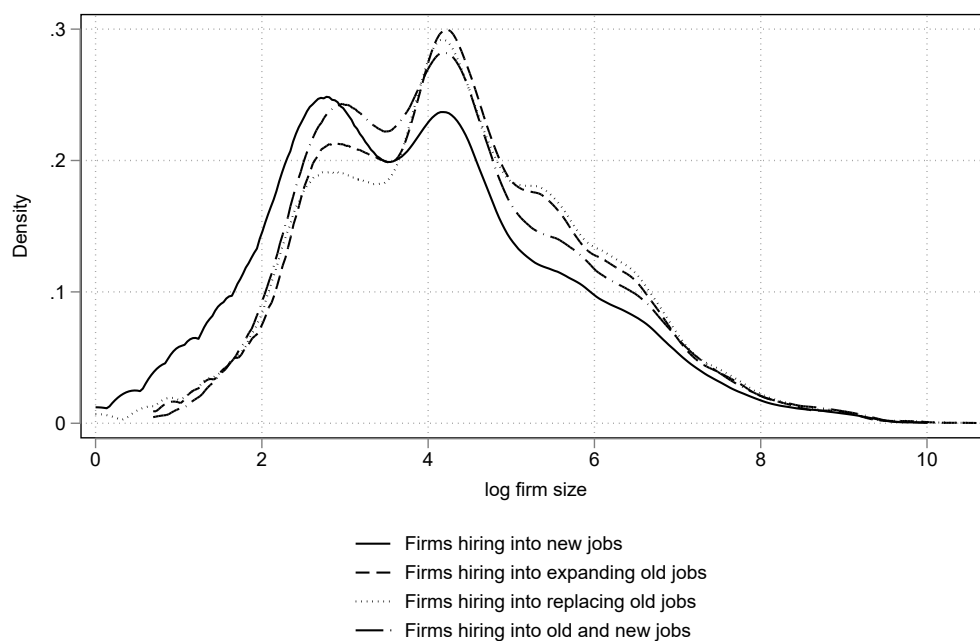 .3
.2
.1
0
Density
0 2 4 6 8 10
log firm size
Firms hiring into new jobs
Firms hiring into expanding old jobs
Firms hiring into replacing old jobs
Firms hiring into old and new jobs